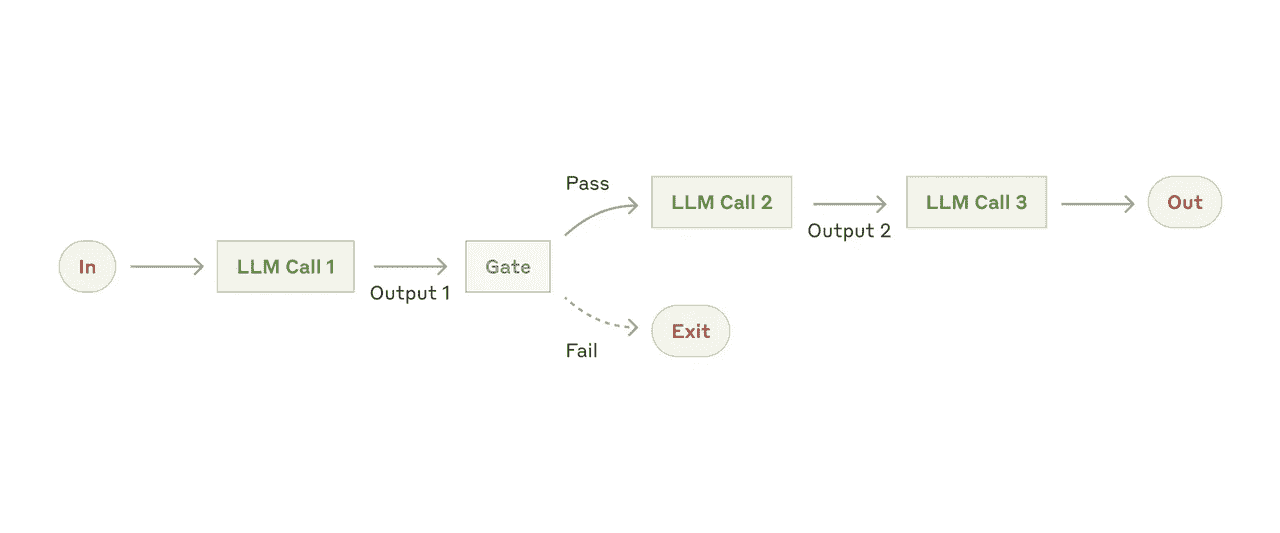 In
LLM Call 1
Output 1
Gate
Pass
LLM Call 2
Output 2
LLM Call 3
Out
Fail
Exit